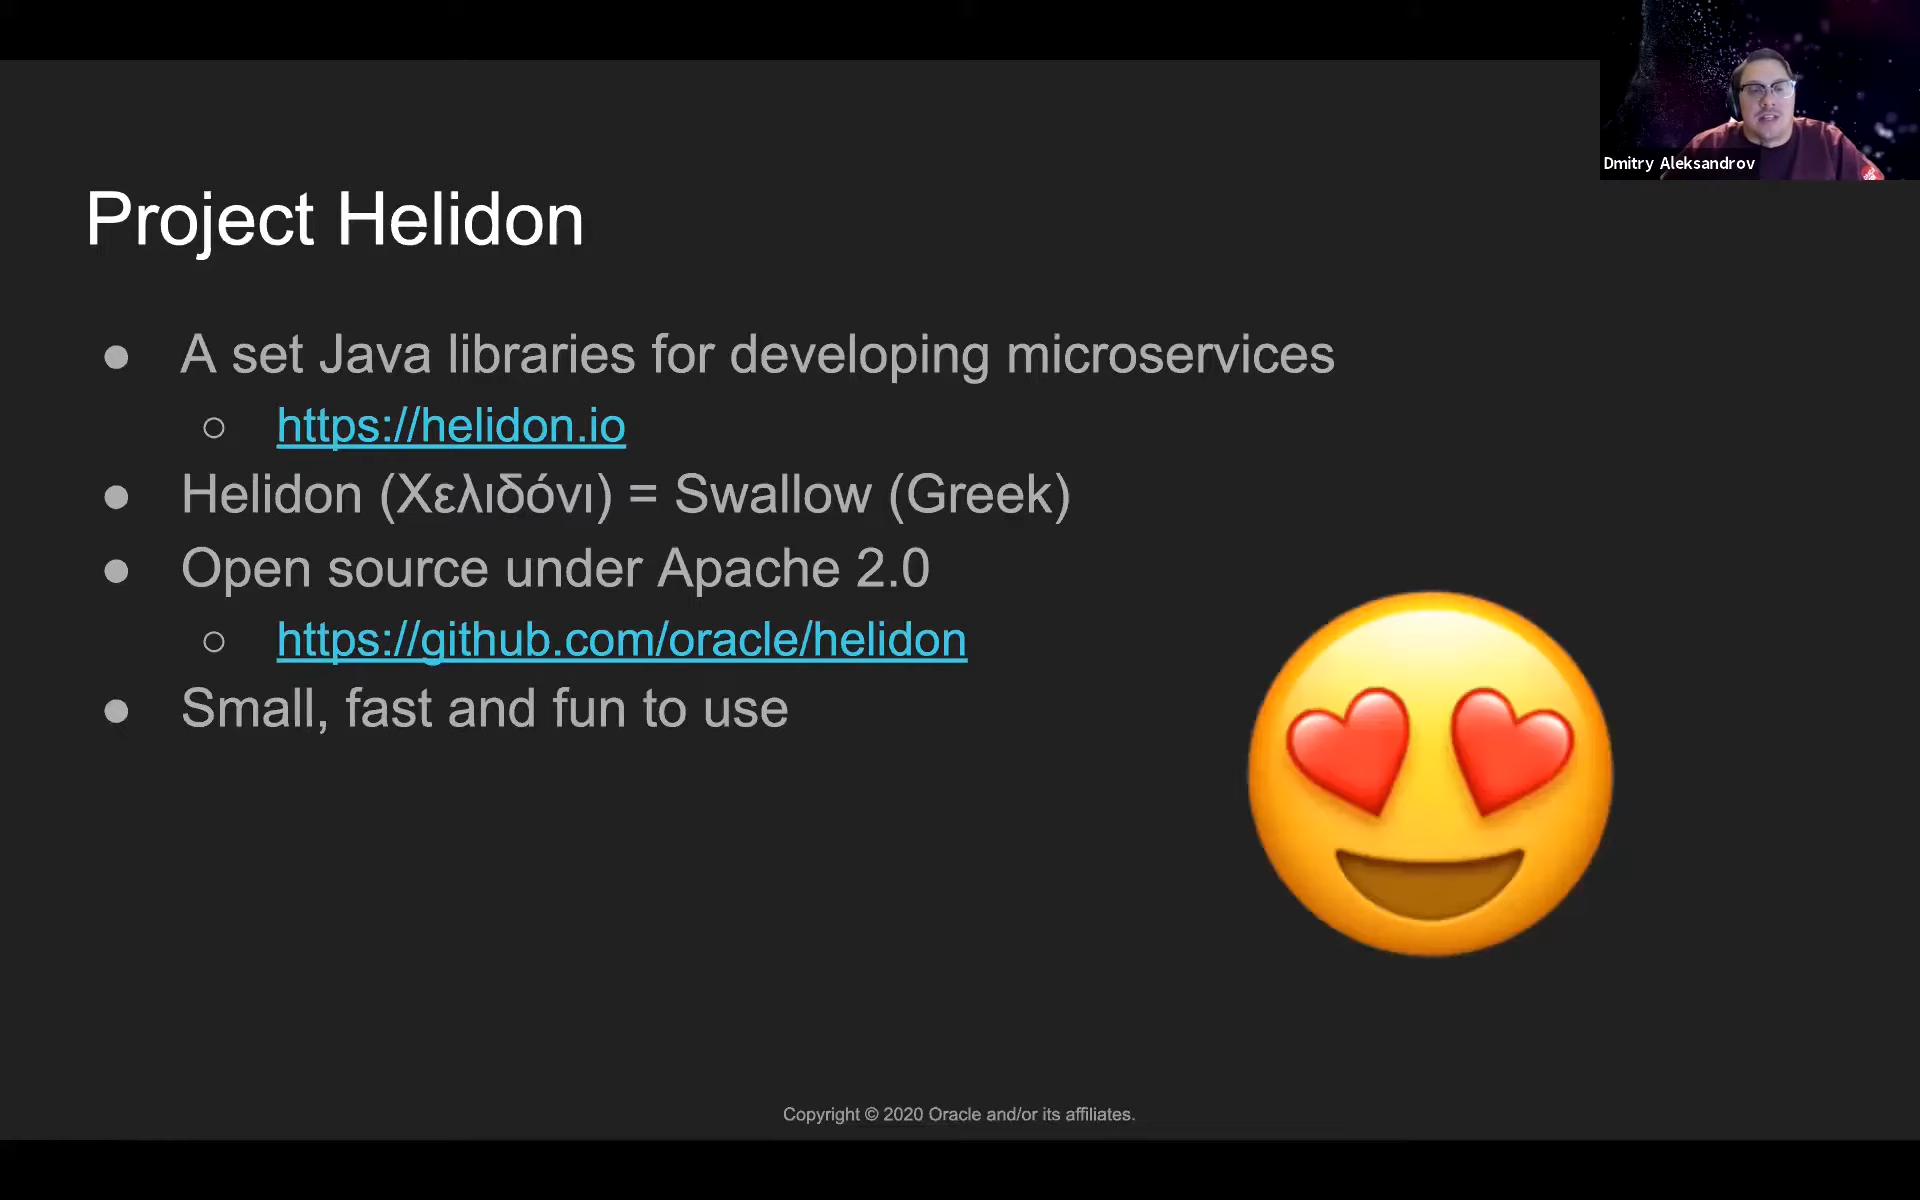 Dmitry Aleksandrov
Project Helidon
● A set Java libraries for developing microservices
○ https://helidon.io
● Helidon (Χελιδόνι) = Swallow (Greek)
● Open source under Apache 2.0
○ https://github.com/oracle/helidon
● Small, fast and fun to use
Copyright © 2020 Oracle and/or its affiliates.